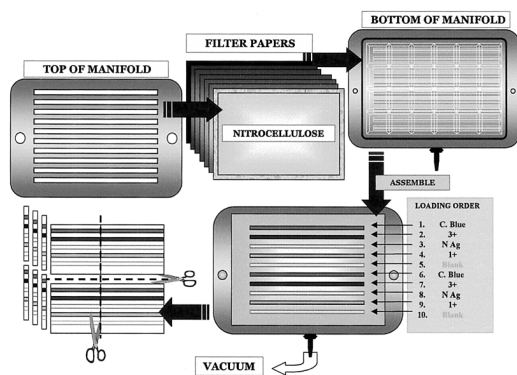 BOTTOM OF MANIFOLD
FILTER PAPERS
TOP OF MANIFOLD
NITROCELLULOSE
ASSEMBLE
LOADING ORDER
1. C. Blue
2. 3+
3. N Ag
4. 1+
5. Blank
6. C. Blue
7. 3+
8. N Ag
9. 1+
10. Blank
VACUUM